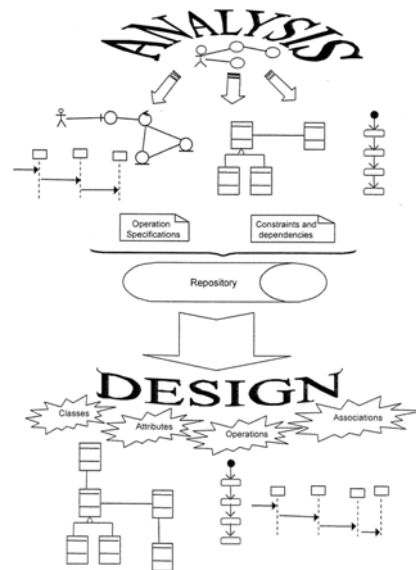 ANALYSIS
Operation
Specifications
Constraints and
dependencies
Repository
DESIGN
Classes
Attributes
Operations
Associations